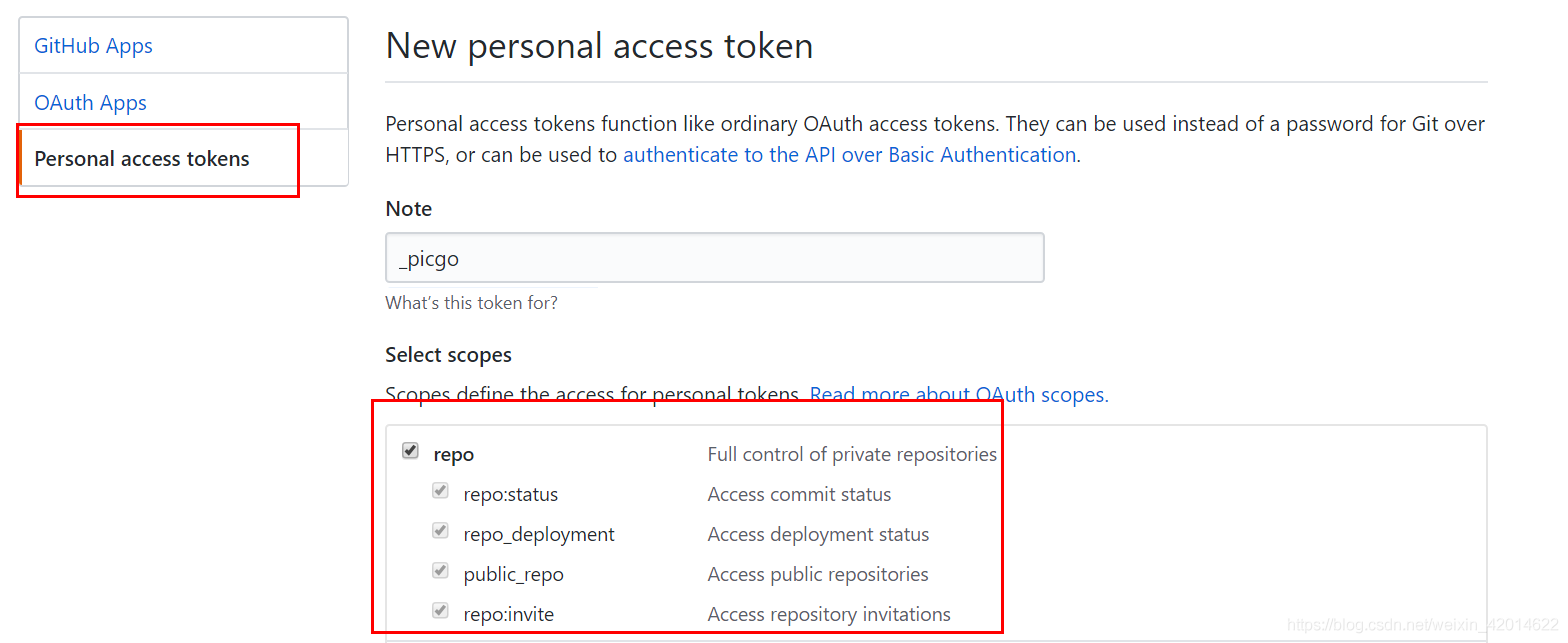 GitHub Apps
OAuth Apps
Personal access tokens
New personal access token
Personal access tokens function like ordinary OAuth access tokens. They can be used instead of a password for Git over
HTTPS, or can be used to authenticate to the API over Basic Authentication.
Note
_picgo
What's this token for?
Select scopes
Scopes define the access for personal tokens. Read more about OAuth scopes.
repo Full control of private repositories
repo:status Access commit status
repo_deployment Access deployment status
public_repo Access public repositories
repo:invite Access repository invitations
https://blog.csdn.net/weixin_42014622